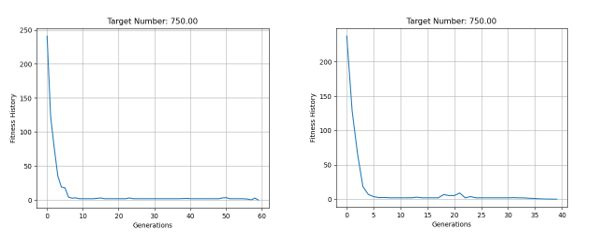 Target Number: 750.00
250
200
150
100
50
0
Fitness History
0 10 20 30 40 50 60
Generations
Target Number: 750.00
200
150
100
50
0
Fitness History
0 5 10 15 20 25 30 35 40
Generations